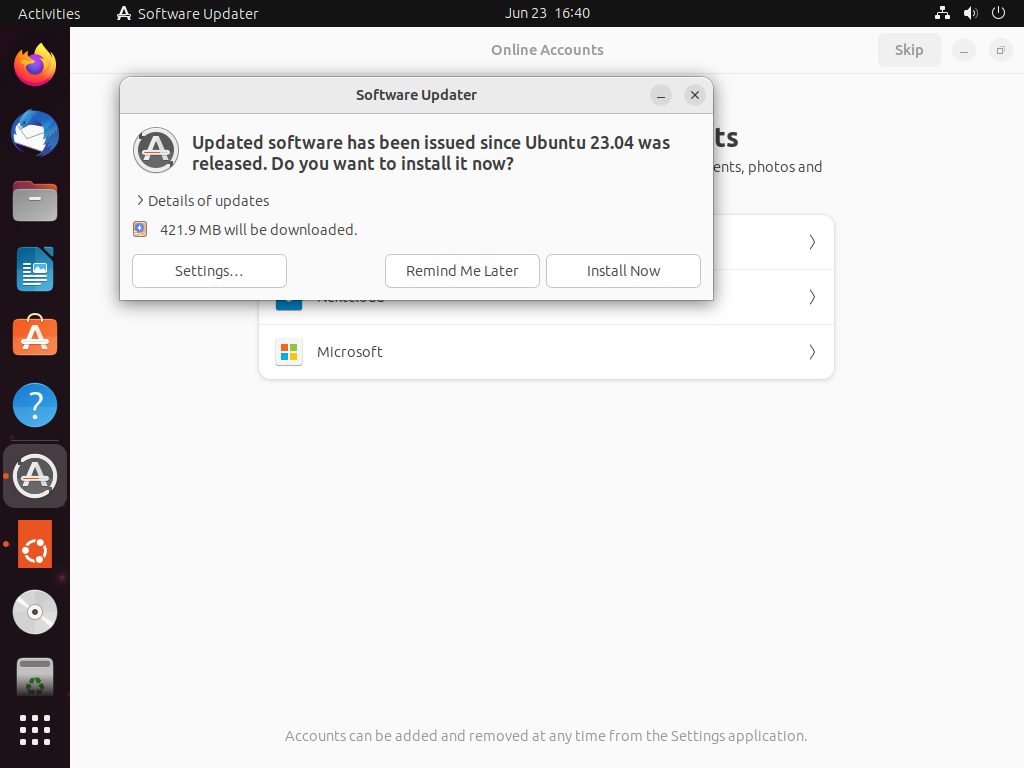 Activities
Software Updater
Jun 23 16:40
Online Accounts
Skip
Software Updater
Updated software has been issued since Ubuntu 23.04 was
released. Do you want to install it now?
Details of updates
421.9 MB will be downloaded.
Settings…
Remind Me Later
Install Now
photos and
Microsoft
Accounts can be added and removed at any time from the Settings application.